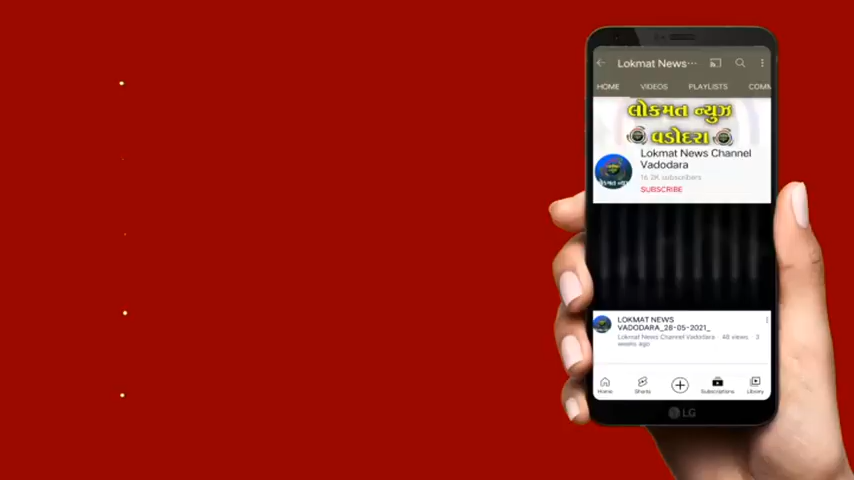 Lokmat News...
HOME VIDEOS PLAYLISTS COMM
લોકમત ન્યુઝ
વડોદરા
Lokmat News Channel
Vadodara
16.2K subscribers
SUBSCRIBE
LOKMAT NEWS
VADODARA_28-05-2021_
Lokmat News Channel Vadodara · 48 views · 3
weeks ago
Home Shorts Subscriptions Library
LG